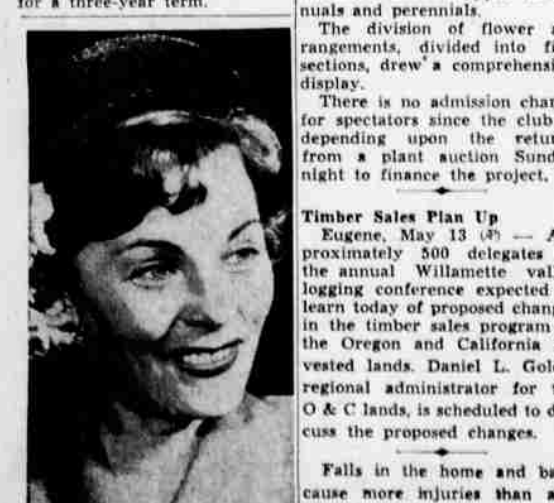 for a three-year term.
nuals and perennials.
The division of flower a
rangements, divided into fi
sections, drew a comprehensi
display.
There is no admission char
for spectators since the club
depending upon the retur
from a plant auction Sund
night to finance the project.
Timber Sales Plan Up
Eugene, May 13 (AP) — A
proximately 500 delegates
the annual Willamette vall
logging conference expected
learn today of proposed chang
in the timber sales program
the Oregon and California
vested lands. Daniel L. Gold
regional administrator for t
O & C lands, is scheduled to d
cuss the proposed changes.
Falls in the home and ba
cause more injuries than a